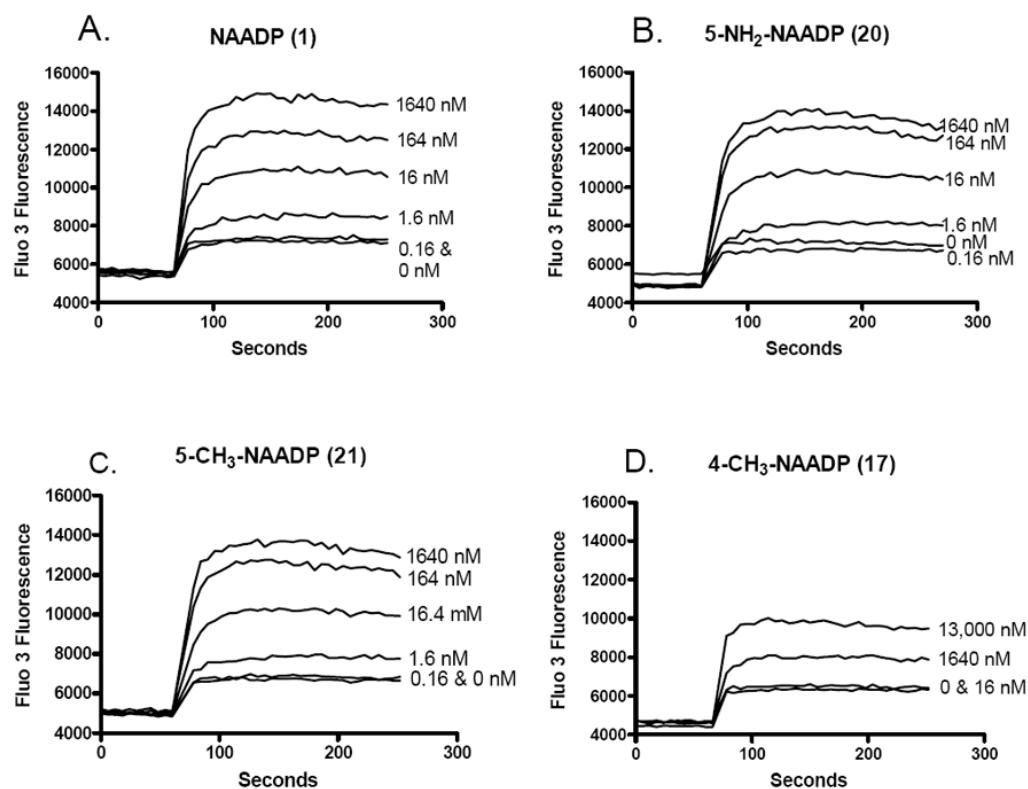 A.
NAADP (1)
16000
14000
12000
10000
8000
6000
4000
Fluo 3 Fluorescence
1640 nM
164 nM
16 nM
1.6 nM
0.16 &
0 nM
0
100
200
300
Seconds
B.
5-NH₂-NAADP (20)
16000
14000
12000
10000
8000
6000
4000
Fluo 3 Fluorescence
1640 nM
164 nM
16 nM
1.6 nM
0 nM
0.16 nM
0
100
200
300
Seconds
C.
5-CH₃-NAADP (21)
16000
14000
12000
10000
8000
6000
4000
Fluo 3 Fluorescence
1640 nM
164 nM
16.4 mM
1.6 nM
0.16 & 0 nM
0
100
200
300
Seconds
D.
4-CH₃-NAADP (17)
16000
14000
12000
10000
8000
6000
4000
Fluo 3 Fluorescence
13,000 nM
1640 nM
0 & 16 nM
0
100
200
300
Seconds